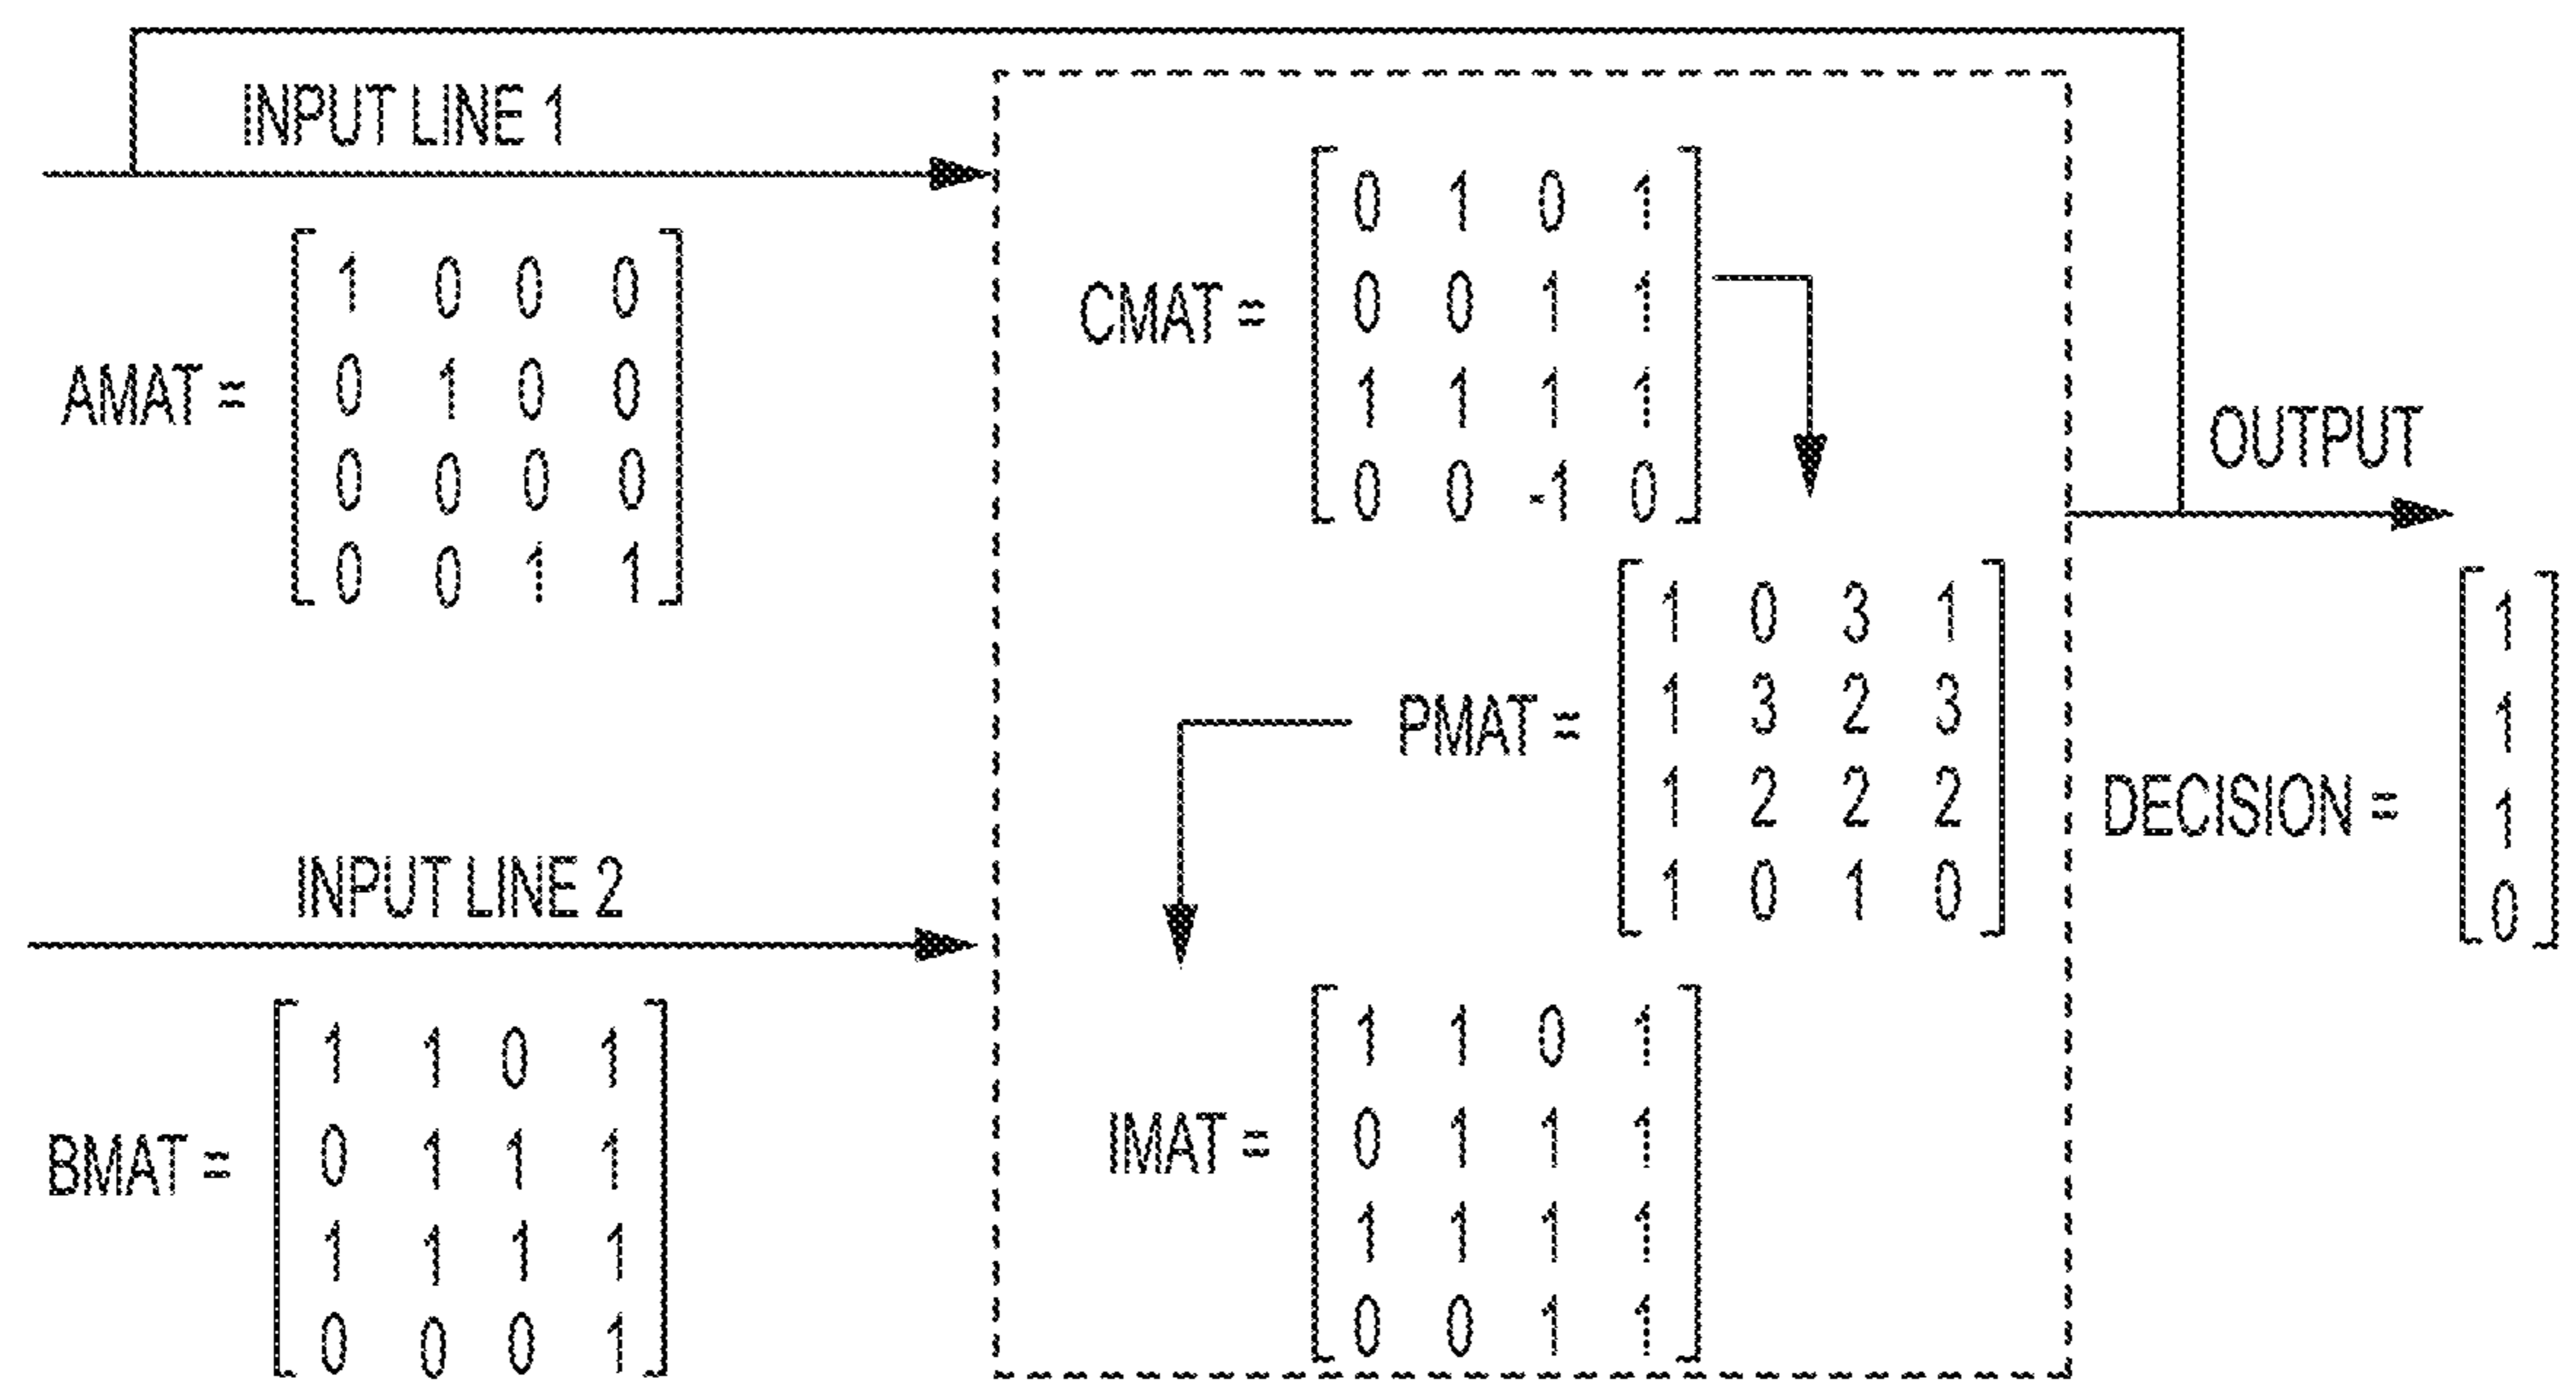 INPUT LINE 1
AMAT =
1 0 0 0
0 1 0 0
0 0 0 0
0 0 1 1
INPUT LINE 2
BMAT =
1 1 0 1
0 1 1 1
1 1 1 1
0 0 0 1
CMAT =
0 1 0 1
0 0 1 1
1 1 1 1
0 0 -1 0
PMAT =
1 0 3 1
1 3 2 3
1 2 2 2
1 0 1 0
IMAT =
1 1 0 1
0 1 1 1
1 1 1 1
0 0 1 1
OUTPUT
DECISION =
1
1
1
0